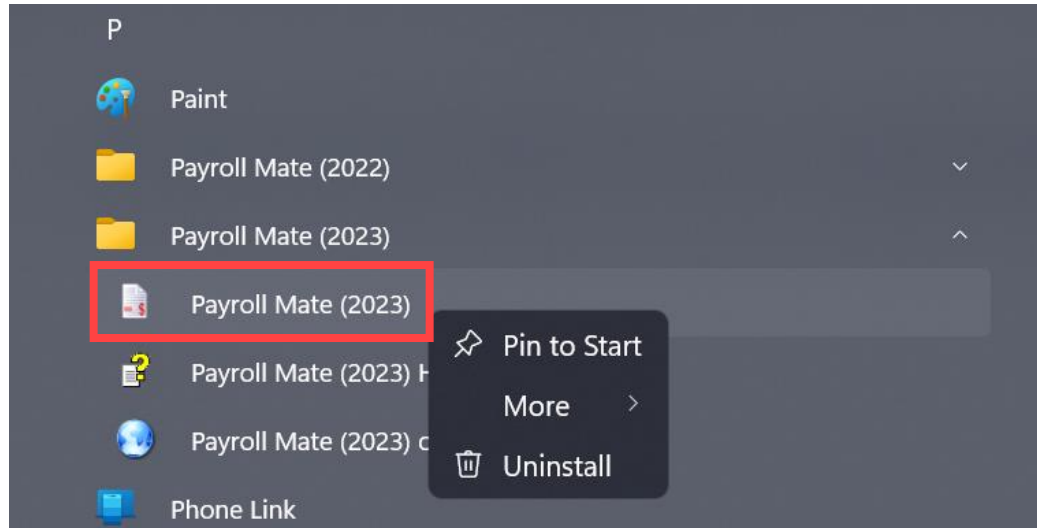 P
Paint
Payroll Mate (2022)
Payroll Mate (2023)
Payroll Mate (2023)
Pin to Start
Payroll Mate (2023) H
More
Payroll Mate (2023)
Uninstall
Phone Link